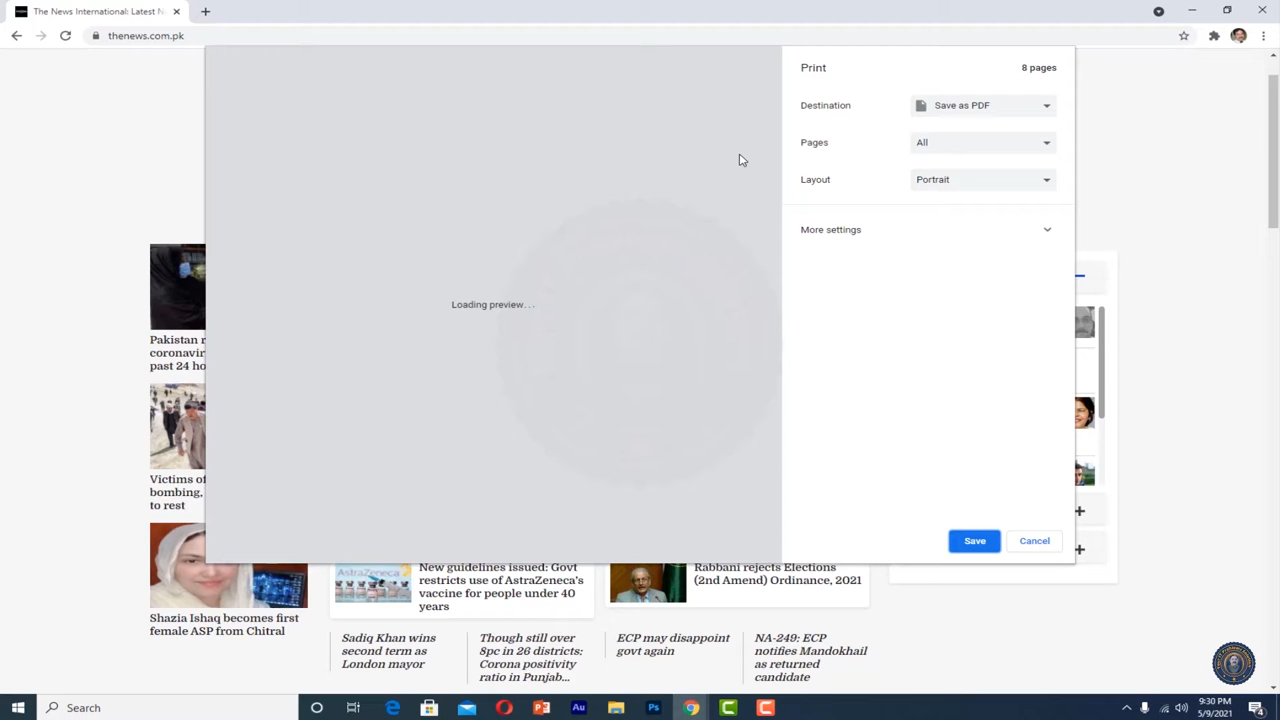 The News International: Latest N
thenews.com.pk
Print
8 pages
Destination
Save as PDF
Pages
All
Layout
Portrait
More settings
Loading preview...
Save
Cancel
Pakistan r
coronavir
past 24 ho
Victims of
bombing,
to rest
Shazia Ishaq becomes first
female ASP from Chitral
New guidelines issued: Govt
restricts use of AstraZeneca's
vaccine for people under 40
years
Rabbani rejects Elections
(2nd Amend) Ordinance, 2021
Sadiq Khan wins
second term as
London mayor
Though still over
8pc in 26 districts:
Corona positivity
ratio in Punjab...
ECP may disappoint
govt again
NA-249: ECP
notifies Mandokhail
as returned
candidate
AstraZeneca
Search
Au
Ps
9:30 PM
5/9/2021
4